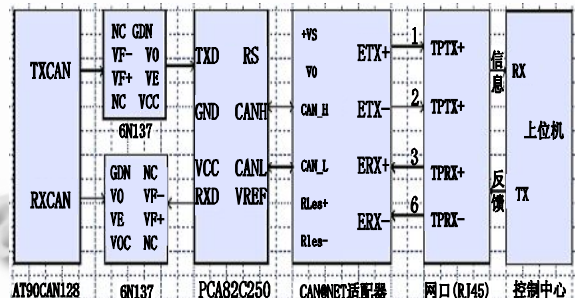 TXCAN
RXCAN
AT90CAN128
NC GDN
VF- VO
VF+ VE
NC VCC
6N137
GDN NC
VO VF-
VE VF+
VOC NC
6N137
TXD RS
GND CANH
VCC CANL
RXD VREF
PCA82C250
+VS
VO
CAN_H
CAN_L
RLes+
Rles-
ETX+
ETX-
ERX+
ERX-
CAN@NET适配器
1
2
3
6
TPTX+
TPTX+
TPRX+
TPRX-
网口(RJ45)
信息
反馈
RX
上位机
TX
控制中心